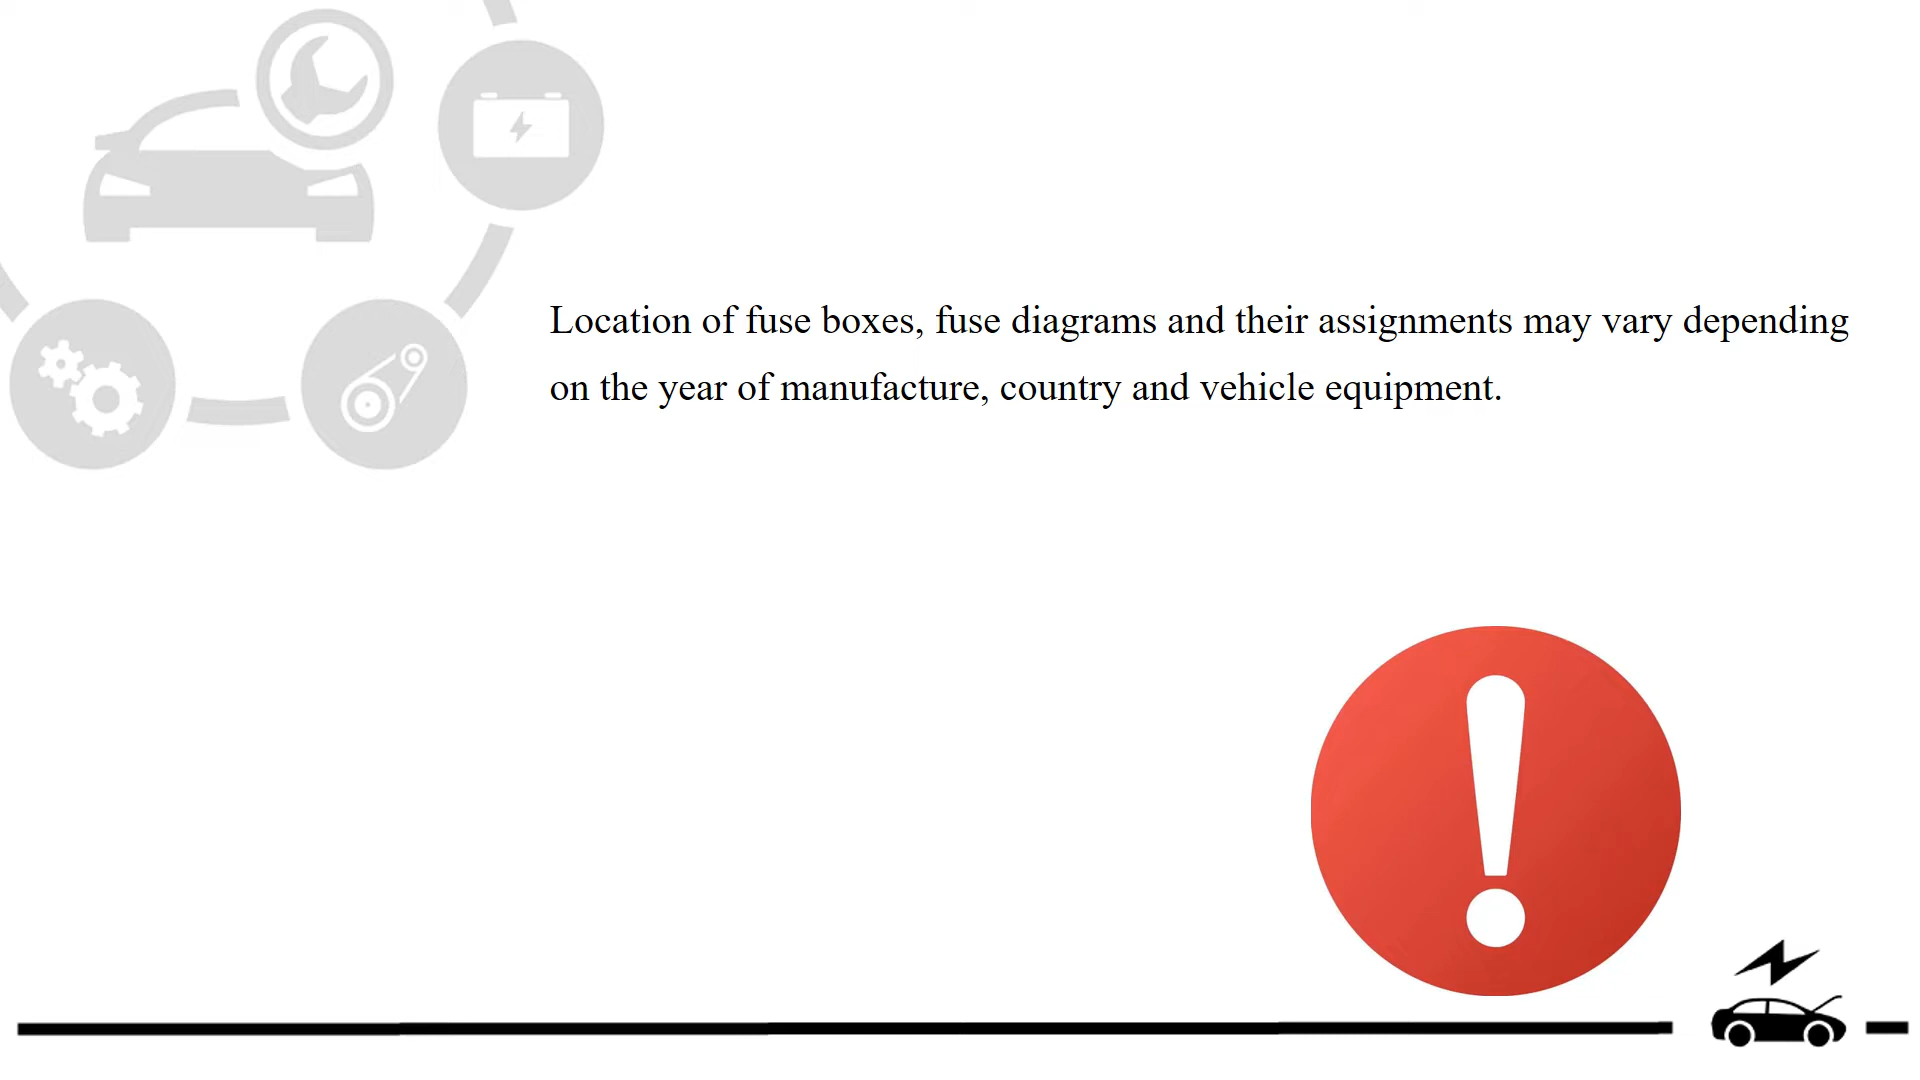 Location of fuse boxes, fuse diagrams and their assignments may vary depending
on the year of manufacture, country and vehicle equipment.